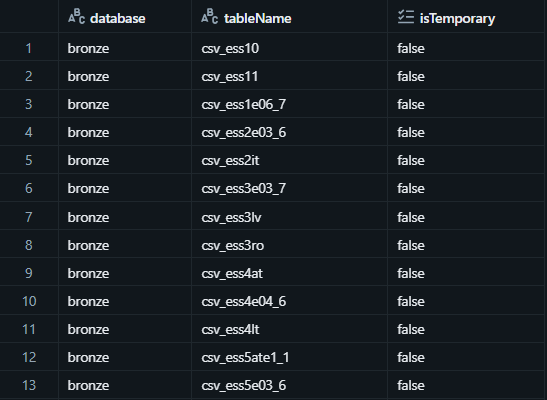 database tableName isTemporary
1 bronze csv_ess10 false
2 bronze csv_ess11 false
3 bronze csv_ess1e06_7 false
4 bronze csv_ess2e03_6 false
5 bronze csv_ess2it false
6 bronze csv_ess3e03_7 false
7 bronze csv_ess3lv false
8 bronze csv_ess3ro false
9 bronze csv_ess4at false
10 bronze csv_ess4e04_6 false
11 bronze csv_ess4lt false
12 bronze csv_ess5ate1_1 false
13 bronze csv_ess5e03_6 false